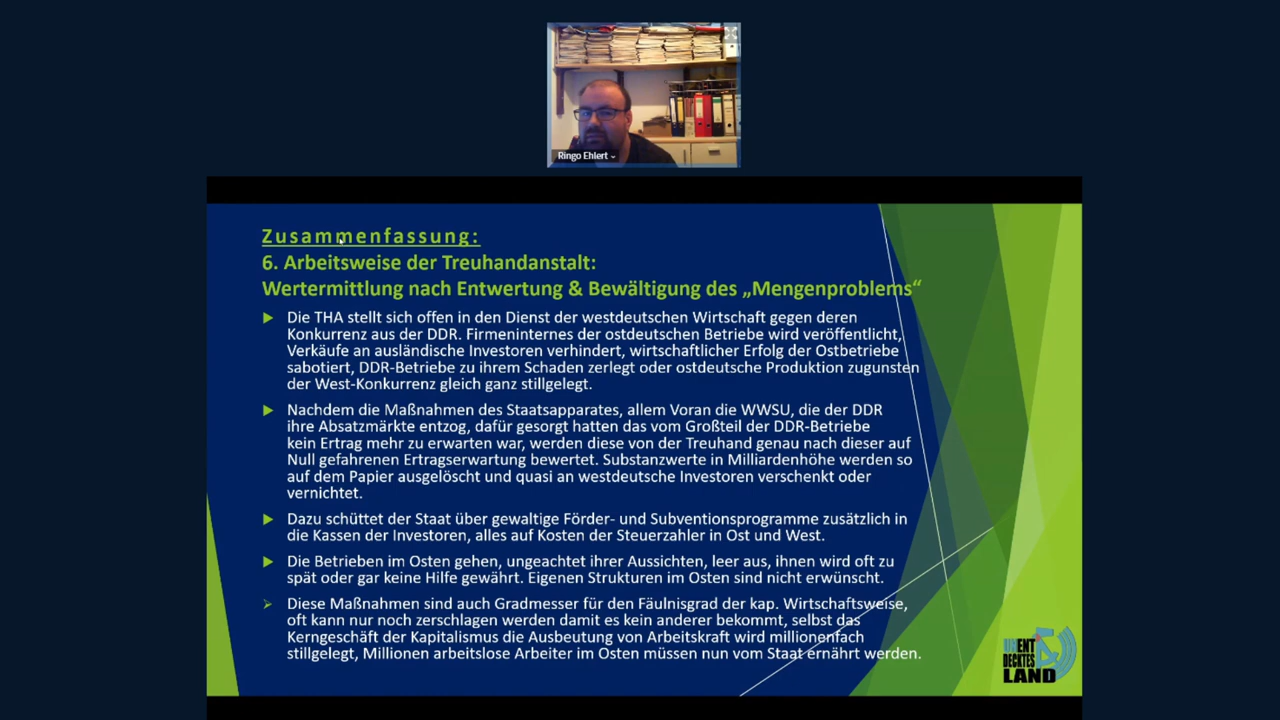 Ringo Ehlert
Zusammenfassung:
6. Arbeitsweise der Treuhandanstalt:
Wertermittlung nach Entwertung & Bewältigung des „Mengenproblems“
Die THA stellt sich offen in den Dienst der westdeutschen Wirtschaft gegen deren
Konkurrenz aus der DDR. Firmeninternes der ostdeutschen Betriebe wird veröffentlicht,
Verkäufe an ausländische Investoren verhindert, wirtschaftlicher Erfolg der Ostbetriebe
sabotiert, DDR-Betriebe zu ihrem Schaden zerlegt oder ostdeutsche Produktion zugunsten
der West-Konkurrenz gleich ganz stillgelegt.
Nachdem die Maßnahmen des Staatsapparates, allem Voran die WWSU, die der DDR
ihre Absatzmärkte entzog, dafür gesorgt hatten das vom Großteil der DDR-Betriebe
kein Ertrag mehr zu erwarten war, werden diese von der Treuhand genau nach dieser auf
Null gefahrenen Ertragserwartung bewertet. Substanzwerte in Milliardenhöhe werden so
auf dem Papier ausgelöscht und quasi an westdeutsche Investoren verschenkt oder
vernichtet.
Dazu schüttet der Staat über gewaltige Förder- und Subventionsprogramme zusätzlich in
die Kassen der Investoren, alles auf Kosten der Steuerzahler in Ost und West.
Die Betrieben im Osten gehen, ungeachtet ihrer Aussichten, leer aus, ihnen wird oft zu
spät oder gar keine Hilfe gewährt. Eigenen Strukturen im Osten sind nicht erwünscht.
Diese Maßnahmen sind auch Gradmesser für den Fäulnisgrad der kap. Wirtschaftsweise,
oft kann nur noch zerschlagen werden damit es kein anderer bekommt, selbst das
Kerngeschäft der Kapitalismus die Ausbeutung von Arbeitskraft wird millionenfach
stillgelegt, Millionen arbeitslose Arbeiter im Osten müssen nun vom Staat ernährt werden.
UNENT
DECKTES
LAND